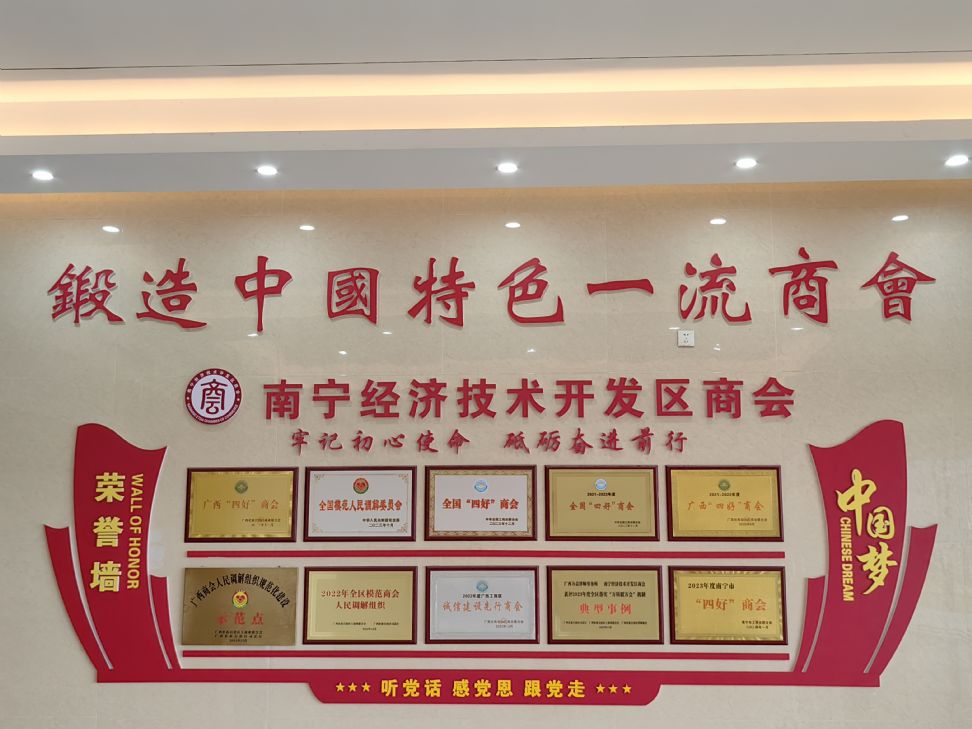 鍛造中國特色一流商會
南宁经济技术开发区商会
牢记初心使命 砥砺奋进前行
荣誉墙
WALL OF HONOR
广西“四好”商会
全国模范人民调解委员会
全国“四好”商会
2021-2022年度
全国“四好”商会
2021-2022年度
广西“四好”商会
广西商会人民调解组织规范化建设
示范点
2022年全区模范商会
人民调解组织
2022年度广西工商联
诚信建设先行商会
典型事例
2023年度南宁市
“四好”商会
中国梦
CHINESE DREAM
听党话 感党恩 跟党走